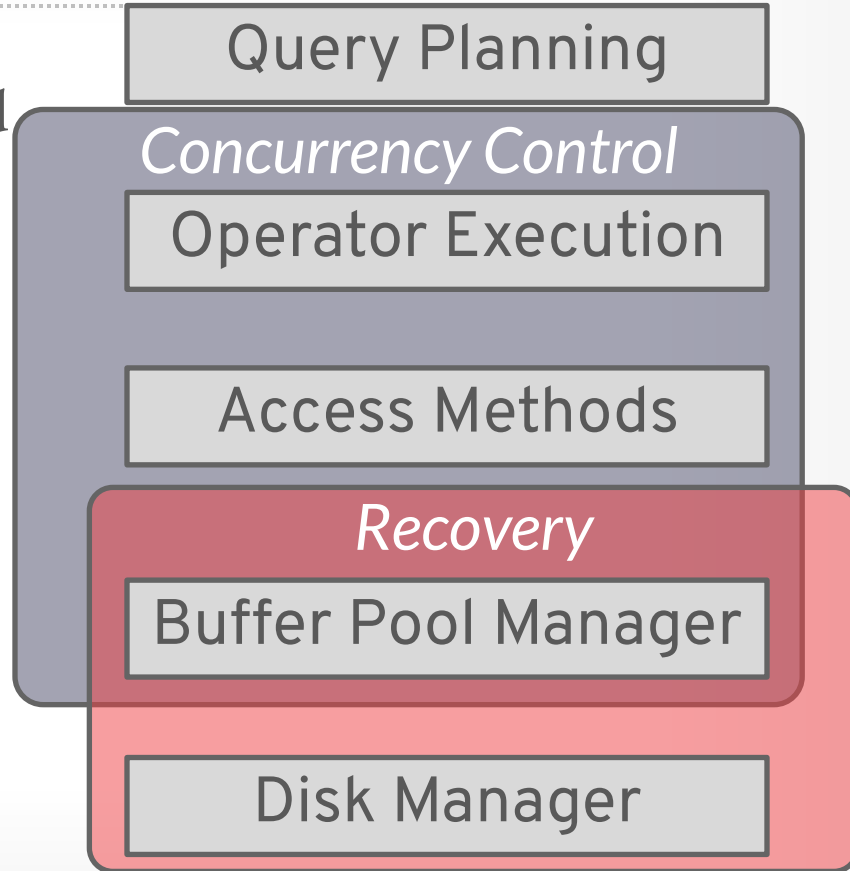 Query Planning
Concurrency Control
Operator Execution
Access Methods
Recovery
Buffer Pool Manager
Disk Manager